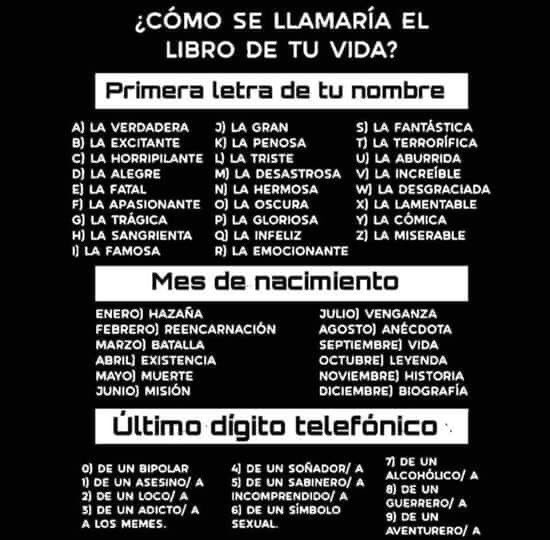 ¿CÓMO SE LLAMARÍA EL
LIBRO DE TU VIDA?
Primera letra de tu nombre
A) LA VERDADERA
B) LA EXCITANTE
C) LA HORRIPILANTE
D) LA ALEGRE
E) LA FATAL
F) LA APASIONANTE
G) LA TRÁGICA
H) LA SANGRIENTA
I) LA FAMOSA
J) LA GRAN
K) LA PENOSA
L) LA TRISTE
M) LA DESASTROSA
N) LA HERMOSA
O) LA OSCURA
P) LA GLORIOSA
Q) LA INFELIZ
R) LA EMOCIONANTE
S) LA FANTÁSTICA
T) LA TERRORÍFICA
U) LA ABURRIDA
V) LA INCREÍBLE
W) LA DESGRACIADA
X) LA LAMENTABLE
Y) LA CÓMICA
Z) LA MISERABLE
Mes de nacimiento
ENERO) HAZAÑA
FEBRERO) REENCARNACIÓN
MARZO) BATALLA
ABRIL) EXISTENCIA
MAYO) MUERTE
JUNIO) MISIÓN
JULIO) VENGANZA
AGOSTO) ANÉCDOTA
SEPTIEMBRE) VIDA
OCTUBRE) LEYENDA
NOVIEMBRE) HISTORIA
DICIEMBRE) BIOGRAFÍA
Último dígito telefónico
0) DE UN BIPOLAR
1) DE UN ASESINO/ A
2) DE UN LOCO/ A
3) DE UN ADICTO/ A
A LOS MEMES.
4) DE UN SOÑADOR/ A
5) DE UN SABINERO/ A
INCOMPRENDIDO/ A
6) DE UN SÍMBOLO
SEXUAL.
7) DE UN
ALCOHÓLICO/ A
8) DE UN
GUERRERO/ A
9) DE UN
AVENTURERO/ A